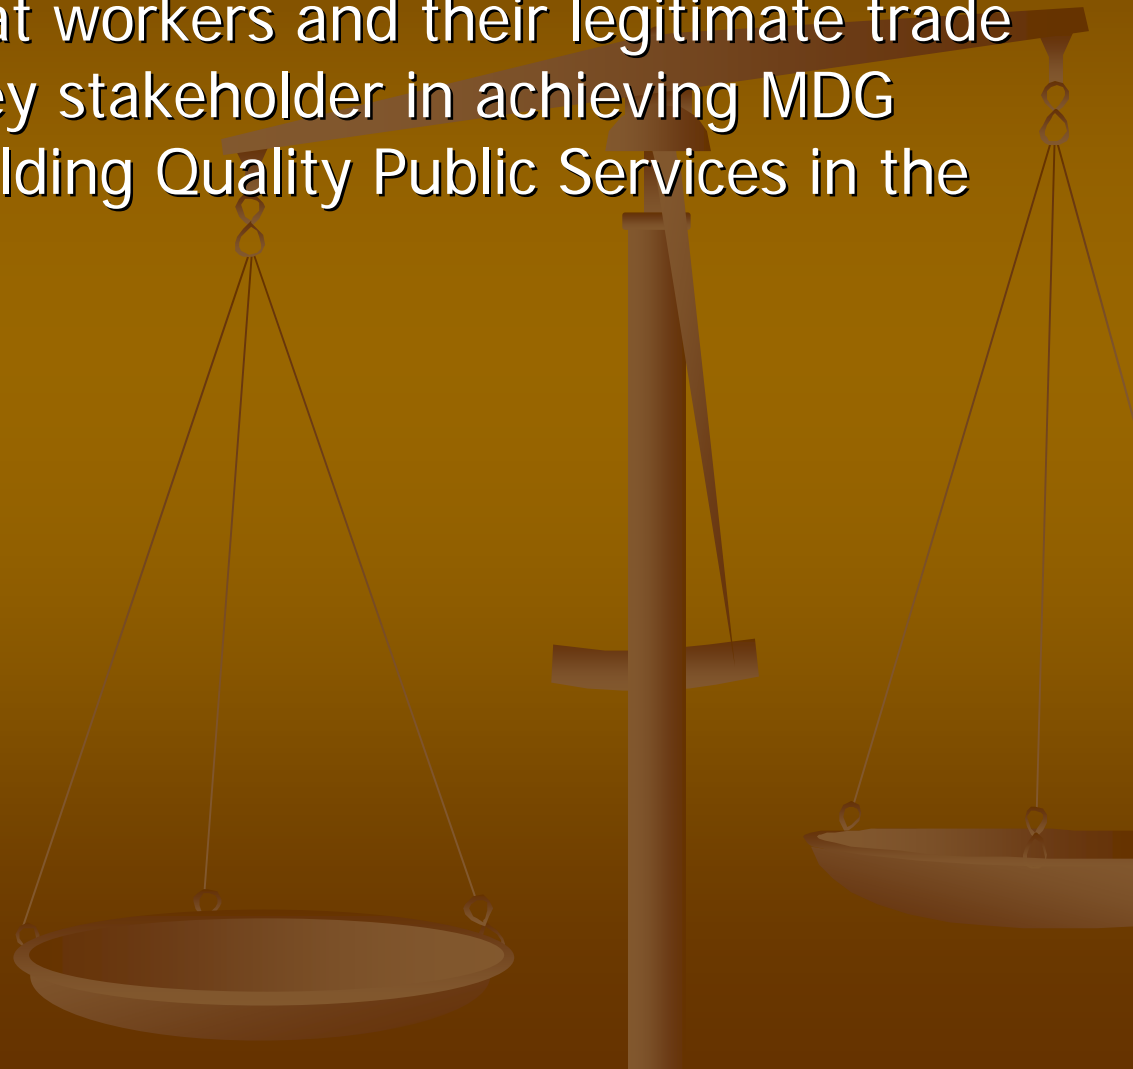 at workers and their legitimate trade
ey stakeholder in achieving MDG
lding Quality Public Services in the